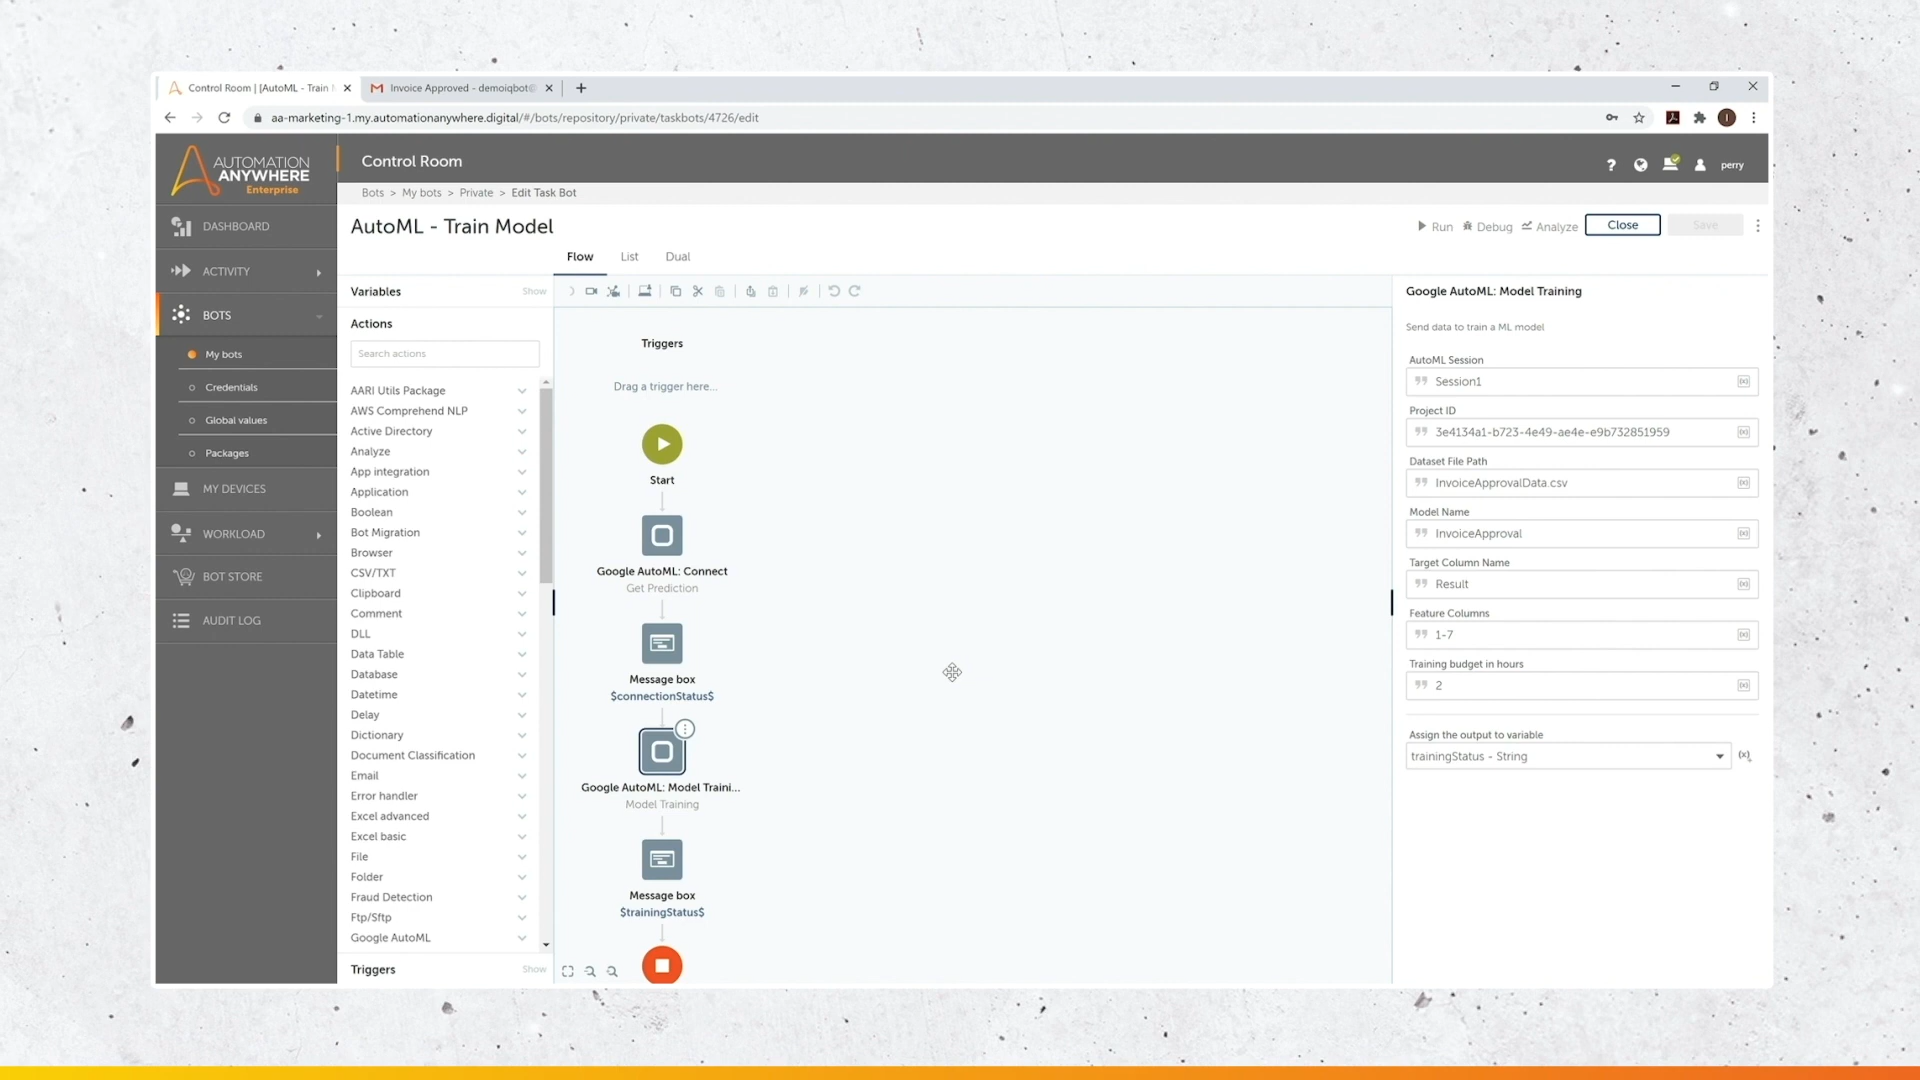 Control Room | [AutoML - Train
Invoice Approved - demoiqbot@
aa-marketing-1.my.automationanywhere.digital/#/bots/repository/private/taskbots/4726/edit
AUTOMATION
ANYWHERE
Enterprise
Control Room
perry
Bots > My bots > Private > Edit Task Bot
DASHBOARD
ACTIVITY
BOTS
My bots
Credentials
Global values
Packages
MY DEVICES
WORKLOAD
BOT STORE
AUDIT LOG
AutoML - Train Model
Run
Debug
Analyze
Close
Save
Flow
List
Dual
Variables
Show
Actions
Search actions
AARI Utils Package
AWS Comprehend NLP
Active Directory
Analyze
App integration
Application
Boolean
Bot Migration
Browser
CSV/TXT
Clipboard
Comment
DLL
Data Table
Database
Datetime
Delay
Dictionary
Document Classification
Email
Error handler
Excel advanced
Excel basic
File
Folder
Fraud Detection
Ftp/Sftp
Google AutoML
Triggers
Show
Triggers
Drag a trigger here...
Start
Google AutoML: Connect
Get Prediction
Message box
$connectionStatus$
Google AutoML: Model Traini...
Model Training
Message box
$trainingStatus$
Google AutoML: Model Training
Send data to train a ML model
AutoML Session
Session1
Project ID
3e4134a1-b723-4e49-ae4e-e9b732851959
Dataset File Path
InvoiceApprovalData.csv
Model Name
InvoiceApproval
Target Column Name
Result
Feature Columns
1-7
Training budget in hours
2
Assign the output to variable
trainingStatus - String